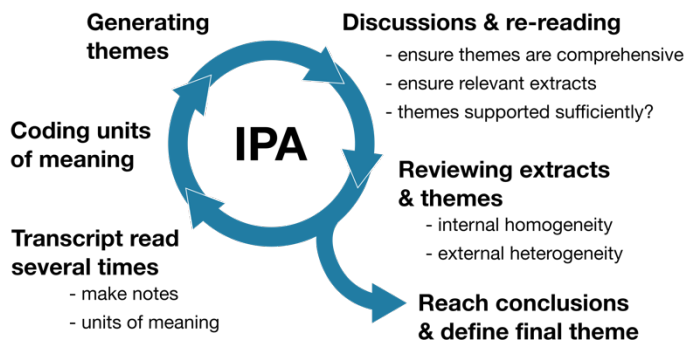 Generating
themes
Discussions & re-reading
- ensure themes are comprehensive
- ensure relevant extracts
- themes supported sufficiently?
Coding units
of meaning
IPA
Reviewing extracts
& themes
- internal homogeneity
- external heterogeneity
Transcript read
several times
- make notes
- units of meaning
Reach conclusions
& define final theme